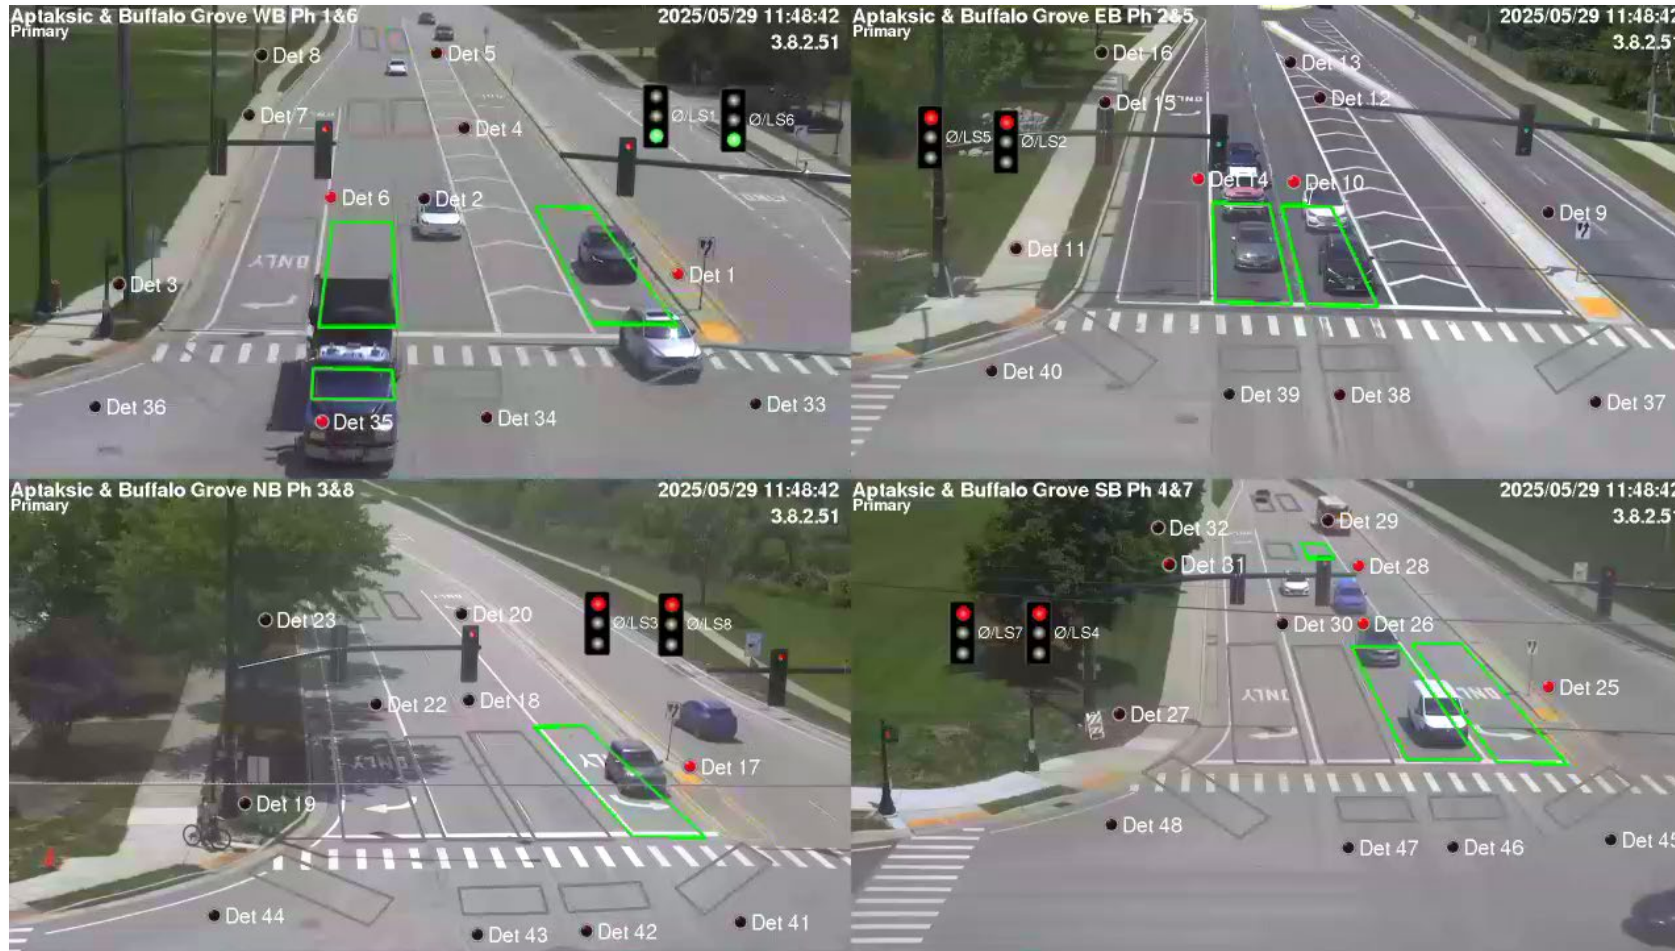 Aptaksic & Buffalo Grove WB Ph 1&6
2025/05/29 11:48:42
Primary
3.8.2.51
Det 8
Det 5
Det 7
Det 4
Ø/LS1
Ø/LS6
Det 6
Det 2
ONLY
ONLY
Det 3
Det 1
Det 36
Det 35
Det 34
Det 33
Aptaksic & Buffalo Grove EB Ph 2&5
2025/05/29 11:48:42
Primary
3.8.2.51
Det 16
Det 13
Det 15
ONLY
Det 12
Ø/LS5
Ø/LS2
Det 14
Det 10
Det 9
Det 11
Det 40
Det 39
Det 38
Det 37
Aptaksic & Buffalo Grove NB Ph 3&8
2025/05/29 11:48:42
Primary
3.8.2.51
Det 23
Det 20
Ø/LS3
Ø/LS8
Det 22
Det 18
ONLY
Det 17
Det 19
Det 44
Det 43
Det 42
Det 41
Aptaksic & Buffalo Grove SB Ph 4&7
2025/05/29 11:48:42
Primary
3.8.2.51
Det 32
Det 29
Det 31
Det 28
Ø/LS7
Ø/LS4
Det 30
Det 26
ONLY
ONLY
Det 25
Det 27
Det 48
Det 47
Det 46
Det 45